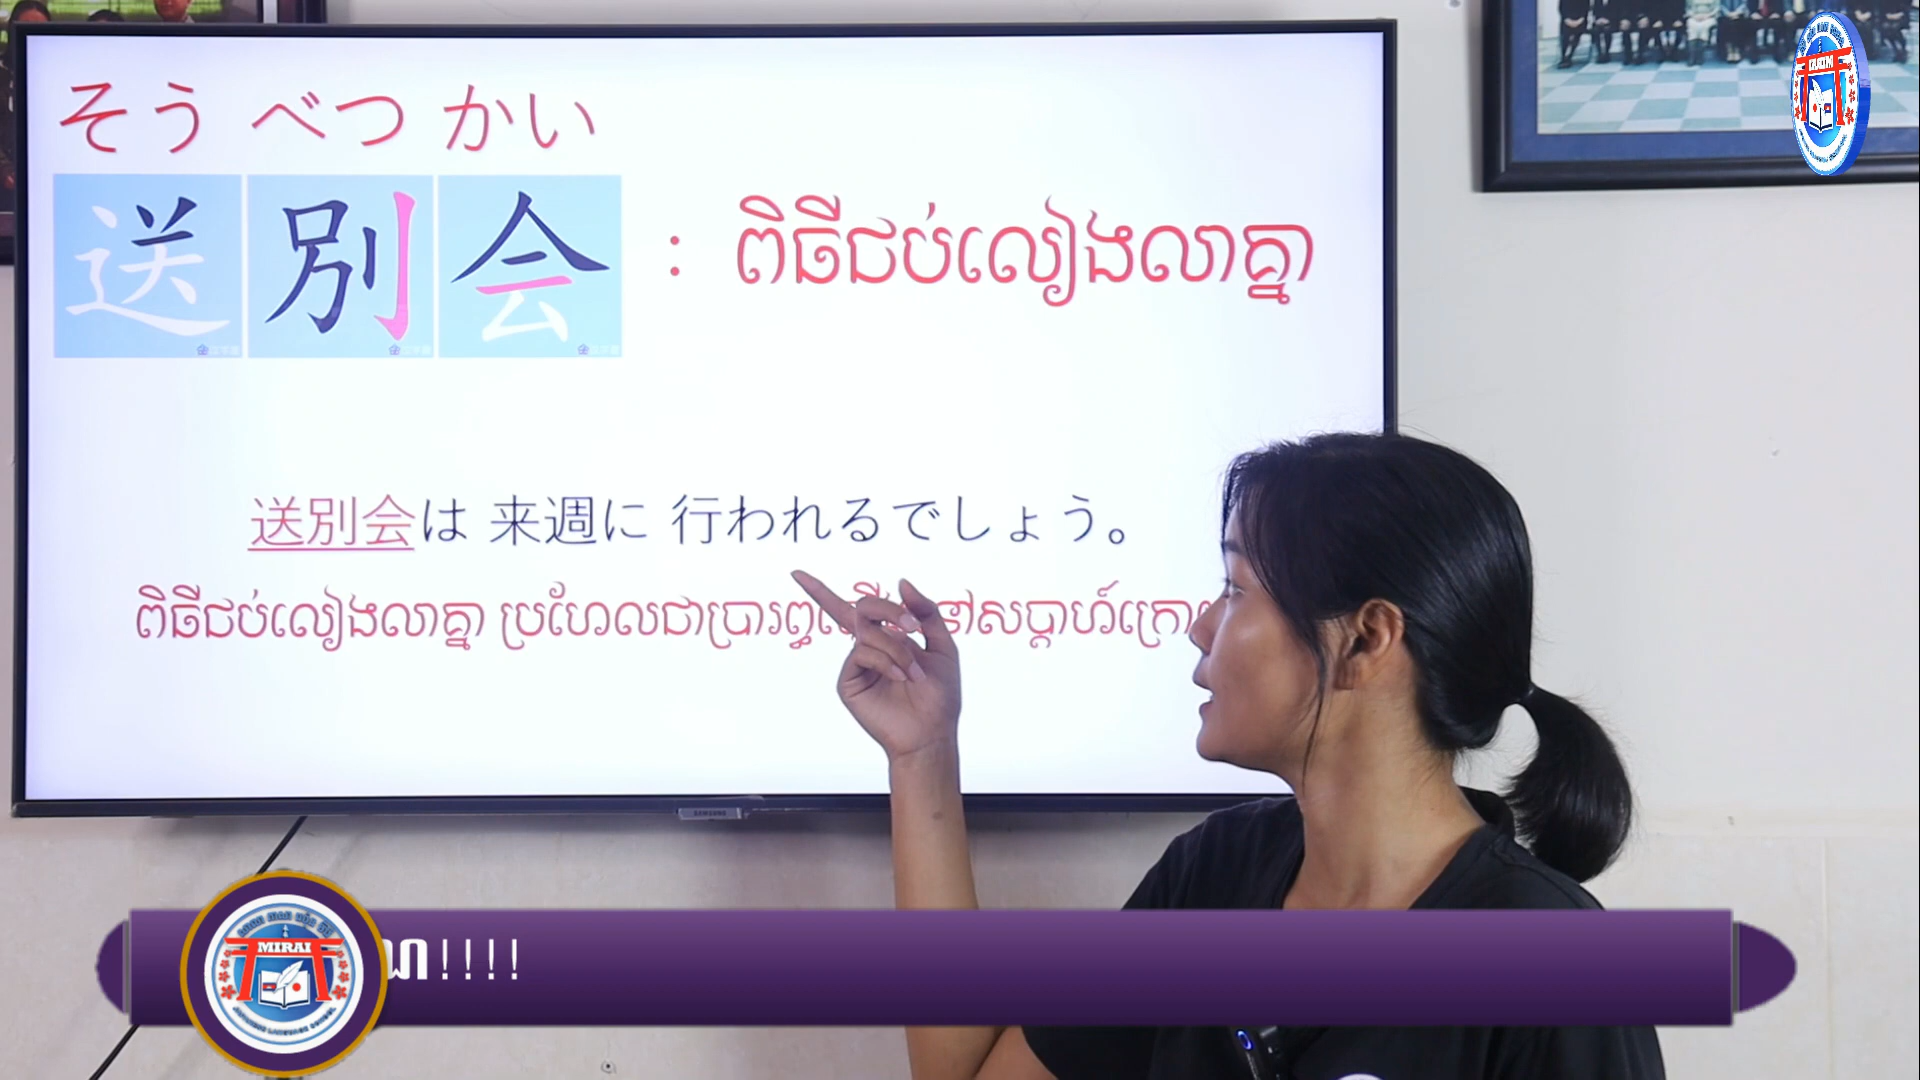 そう べつ かい
送別会 : ពិធីជប់លៀងលាគ្នា
送別会は 来週に 行われるでしょう。
ពិធីជប់លៀងលាគ្នា ប្រហែលជាប្រារព្ធ
SAMSUNG
MIRAI
!!!!